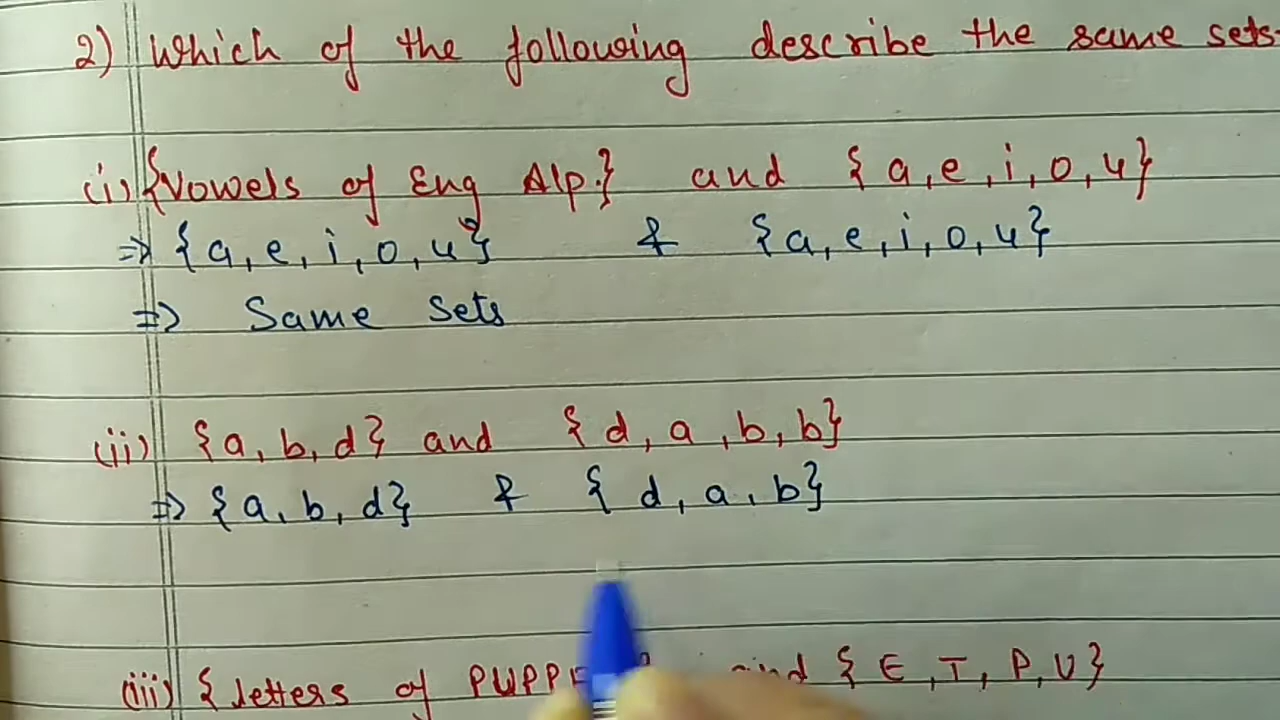 2) Which of the following describe the same sets.
(i) {Vowels of Eng Alp.} and {a, e, i, o, u}
⇒ {a, e, i, o, u} & {a, e, i, o, u}
⇒ Same sets
(ii) {a, b, d} and {d, a, b, b}
⇒ {a, b, d} & {d, a, b}
(iii) {letters of and {E, T, P, U}